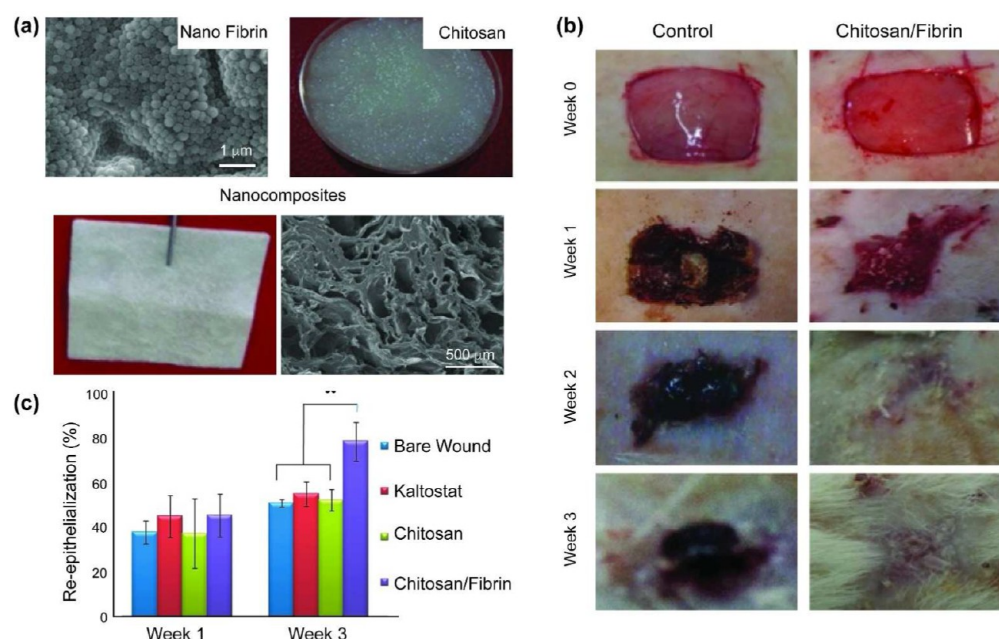 (a)
Nano Fibrin
1 μm
Chitosan
Nanocomposites
500 μm
(b)
Control
Chitosan/Fibrin
Week 0
Week 1
Week 2
Week 3
(c)
Re-epithelialization (%)
100
80
60
40
20
0
**
Bare Wound
Kaltostat
Chitosan
Chitosan/Fibrin
Week 1
Week 3